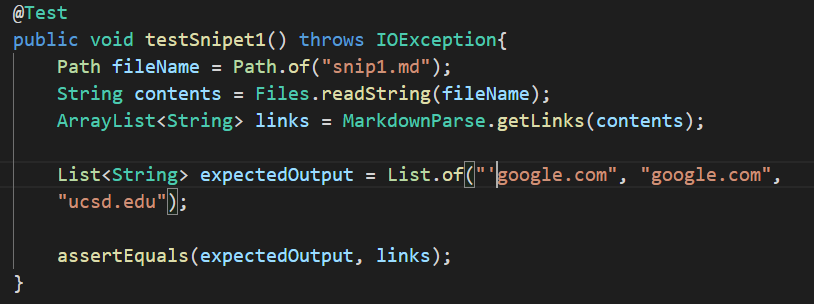 @Test
public void testSnipet1() throws IOException{
Path fileName = Path.of("snip1.md");
String contents = Files.readString(fileName);
ArrayList<String> links = MarkdownParse.getLinks(contents);
List<String> expectedOutput = List.of("'google.com", "google.com",
"ucsd.edu");
assertEquals(expectedOutput, links);
}